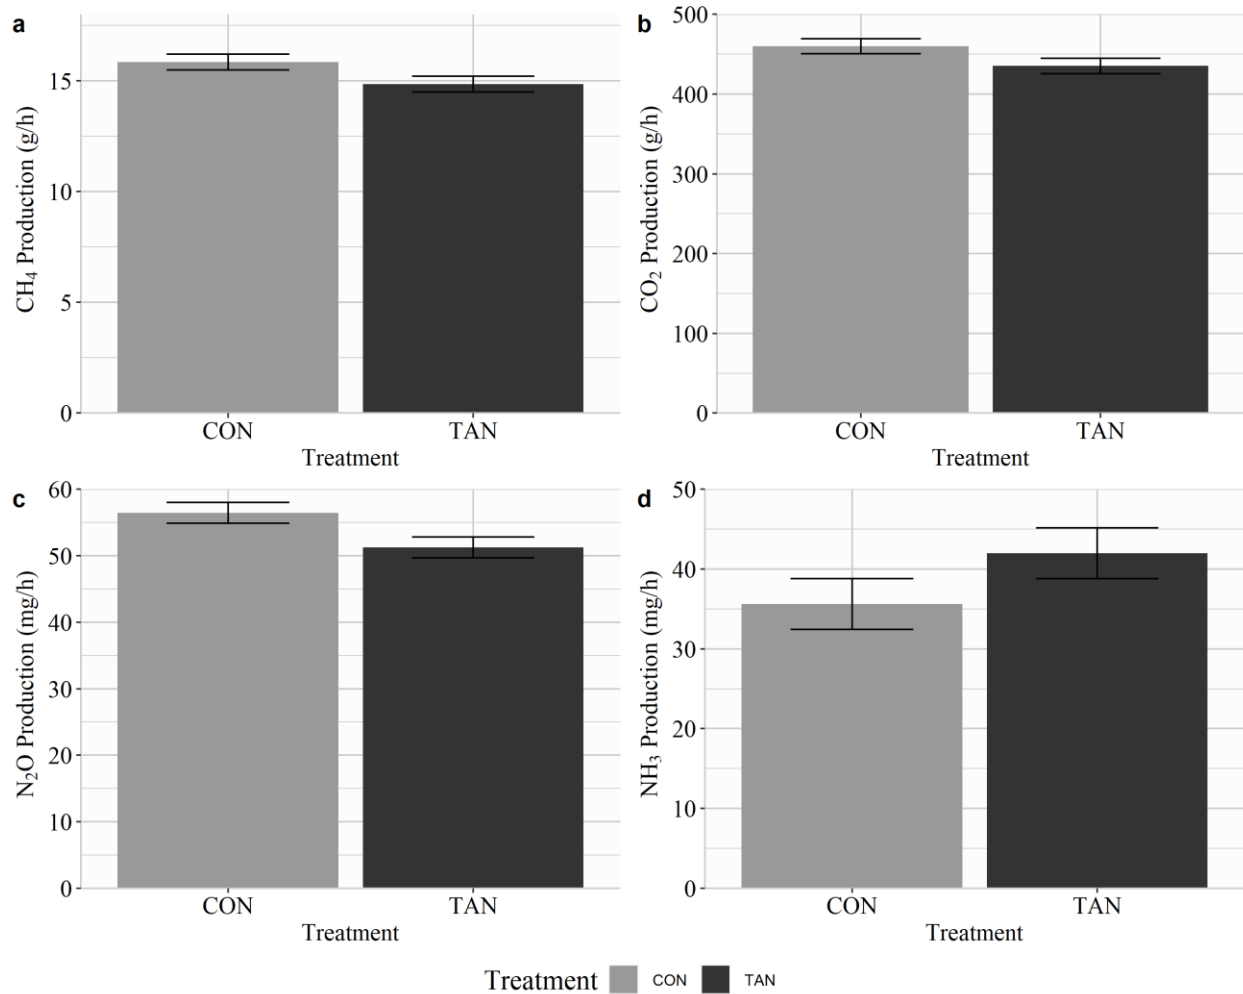 a
CH₄ Production (g/h)
15
10
5
0
CON TAN
Treatment
b
CO₂ Production (g/h)
500
400
300
200
100
0
CON TAN
Treatment
c
N₂O Production (mg/h)
60
50
40
30
20
10
0
CON TAN
Treatment
d
NH₃ Production (mg/h)
50
40
30
20
10
0
CON TAN
Treatment
Treatment CON TAN